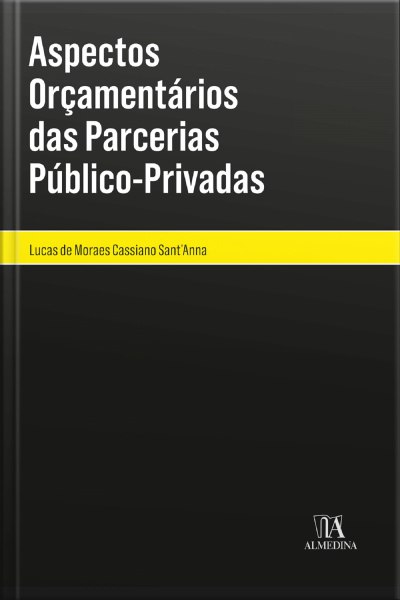 Aspectos
Orçamentários
das Parcerias
Público-Privadas
Lucas de Moraes Cassiano Sant'Anna
ALMEDINA